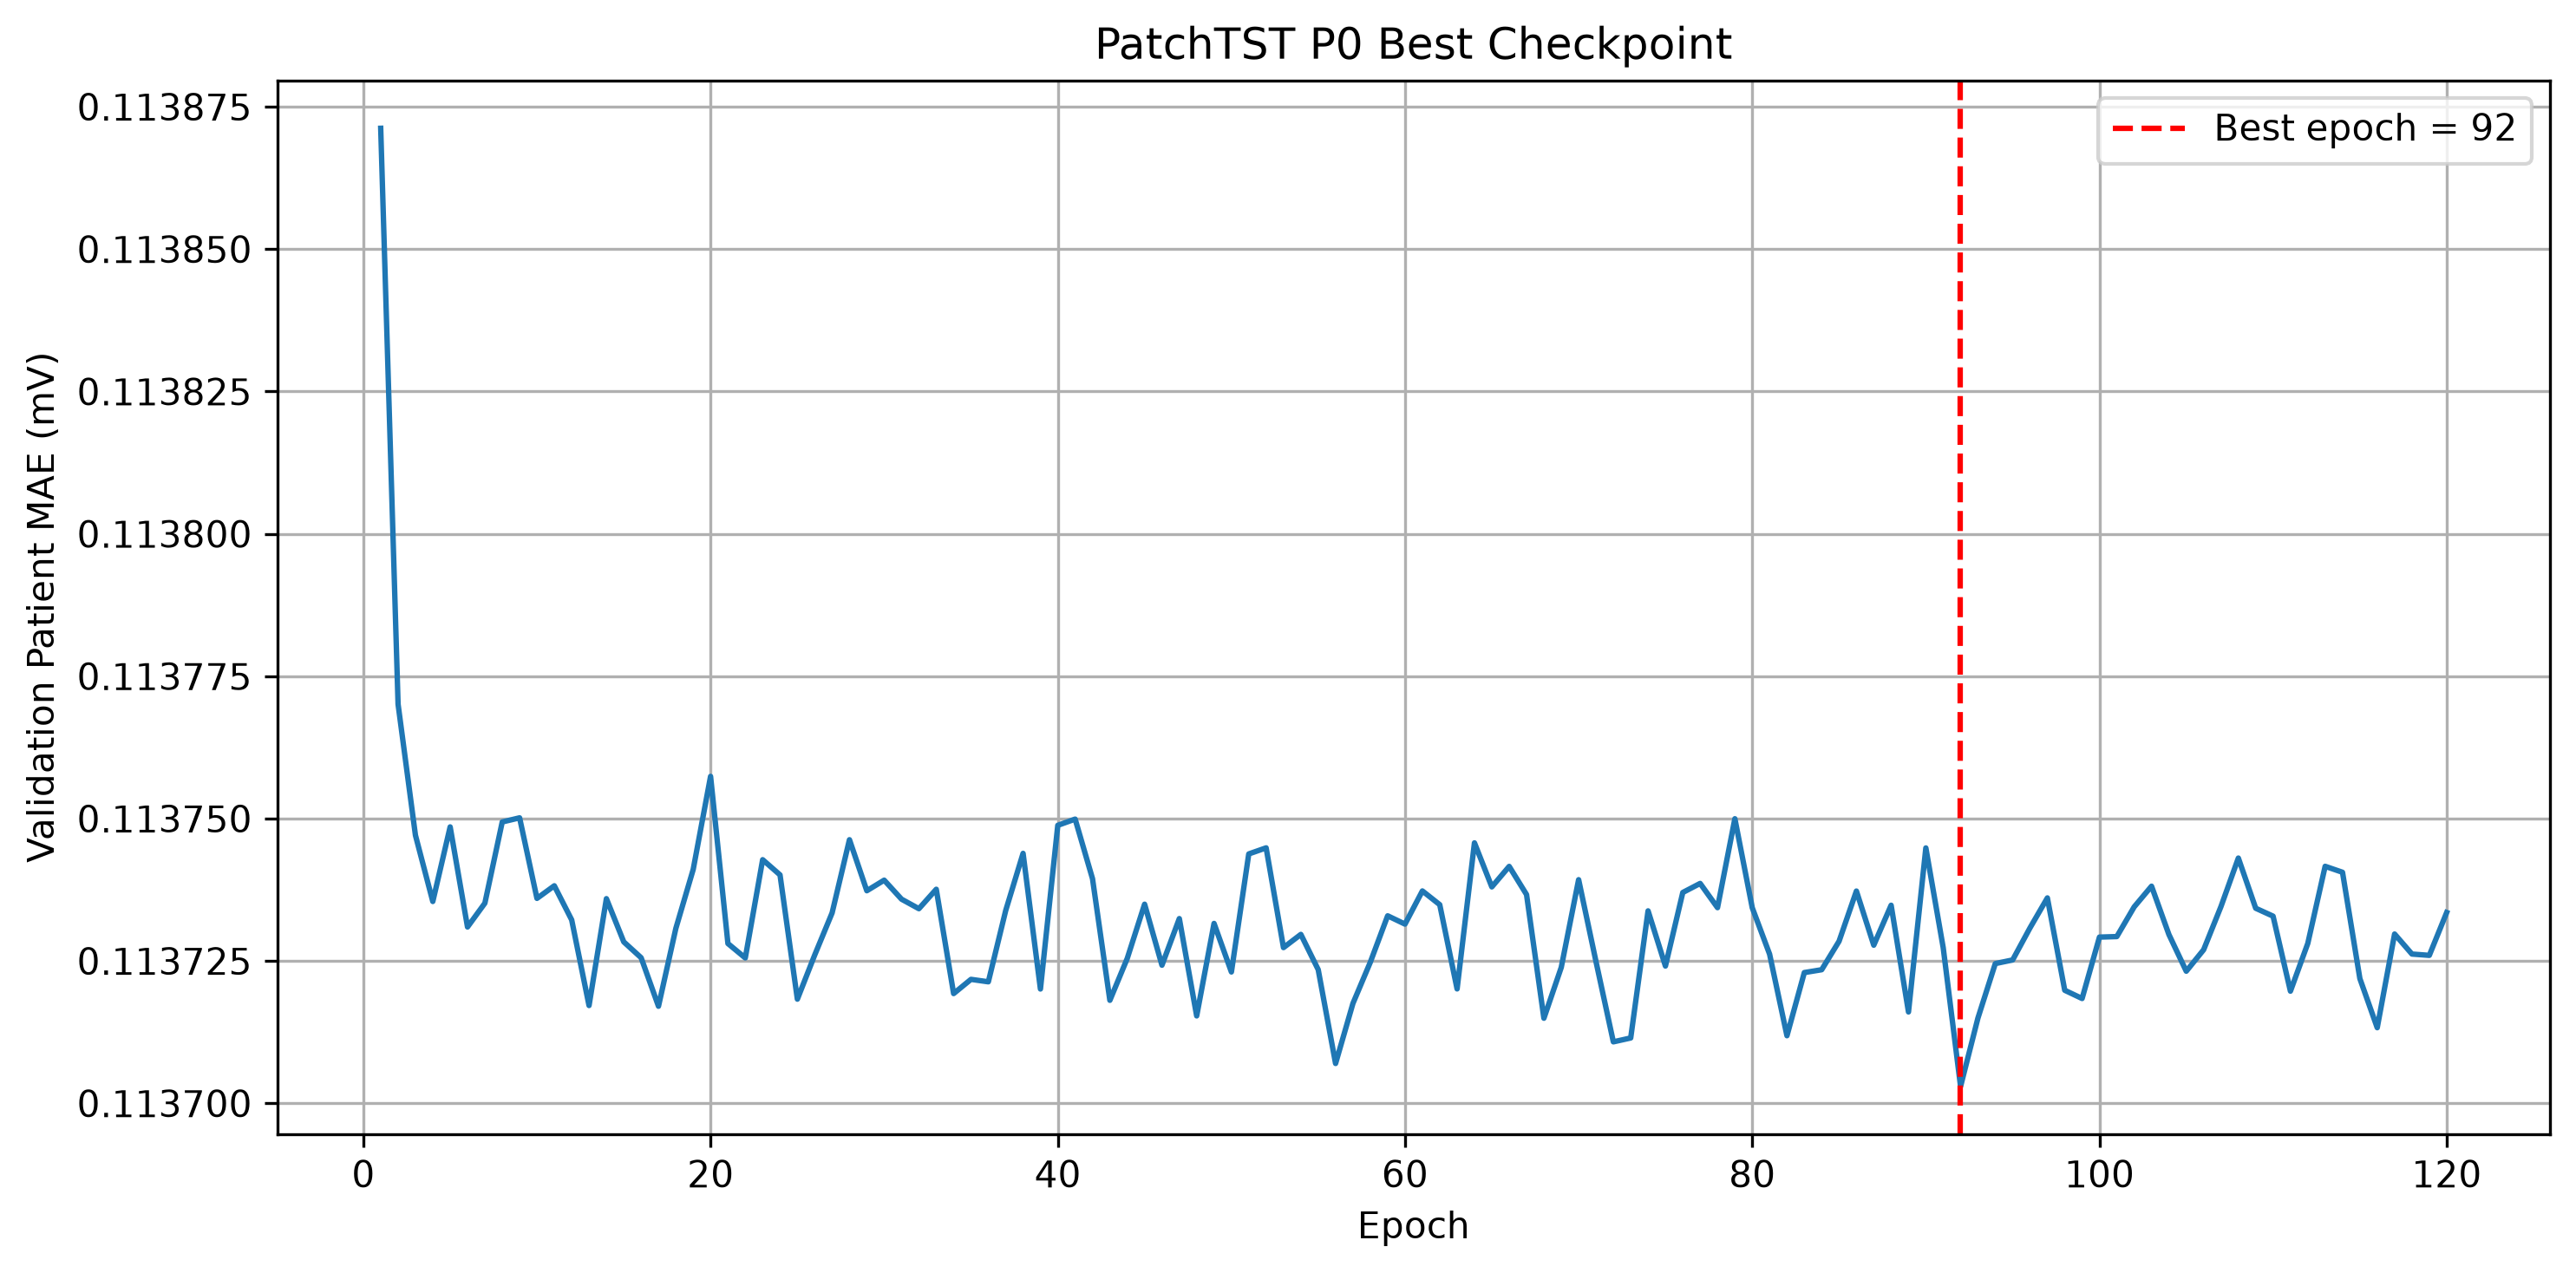 PatchTST P0 Best Checkpoint
Best epoch = 92
Validation Patient MAE (mV)
0.113875
0.113850
0.113825
0.113800
0.113775
0.113750
0.113725
0.113700
0 20 40 60 80 100 120
Epoch